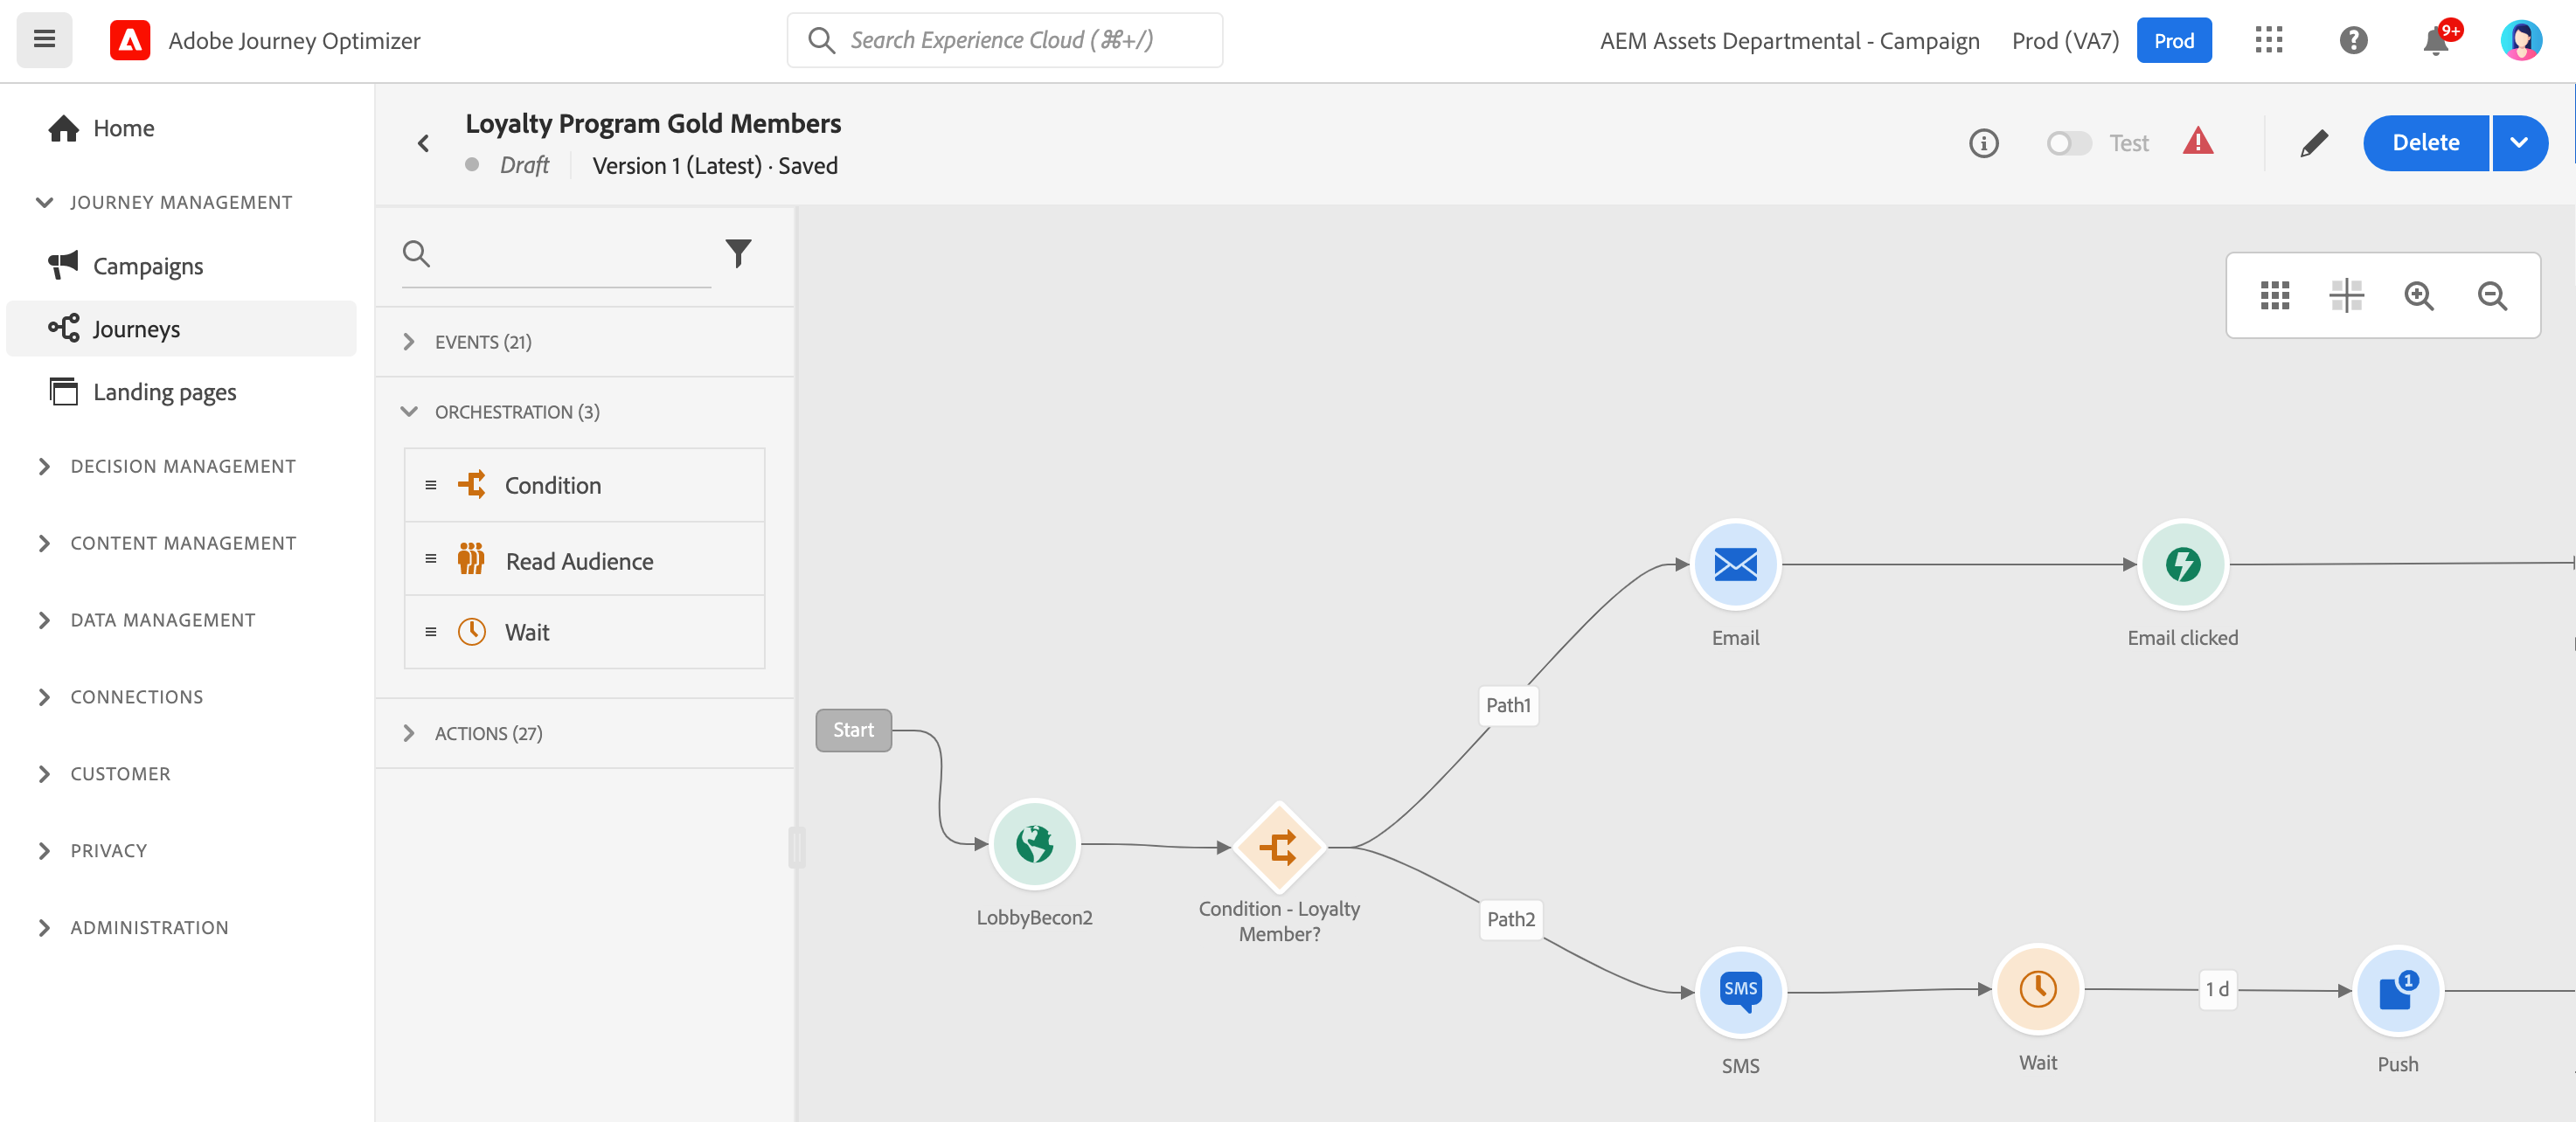 Adobe Journey Optimizer
Search Experience Cloud (⌘+/)
AEM Assets Departmental - Campaign
Prod (VA7)
Prod
9+
Home
JOURNEY MANAGEMENT
Campaigns
Journeys
Landing pages
DECISION MANAGEMENT
CONTENT MANAGEMENT
DATA MANAGEMENT
CONNECTIONS
CUSTOMER
PRIVACY
ADMINISTRATION
Loyalty Program Gold Members
Draft
Version 1 (Latest) · Saved
Test
Delete
EVENTS (21)
ORCHESTRATION (3)
Condition
Read Audience
Wait
ACTIONS (27)
Start
LobbyBecon2
Condition - Loyalty
Member?
Path1
Email
Email clicked
Path2
SMS
SMS
Wait
1 d
1
Push